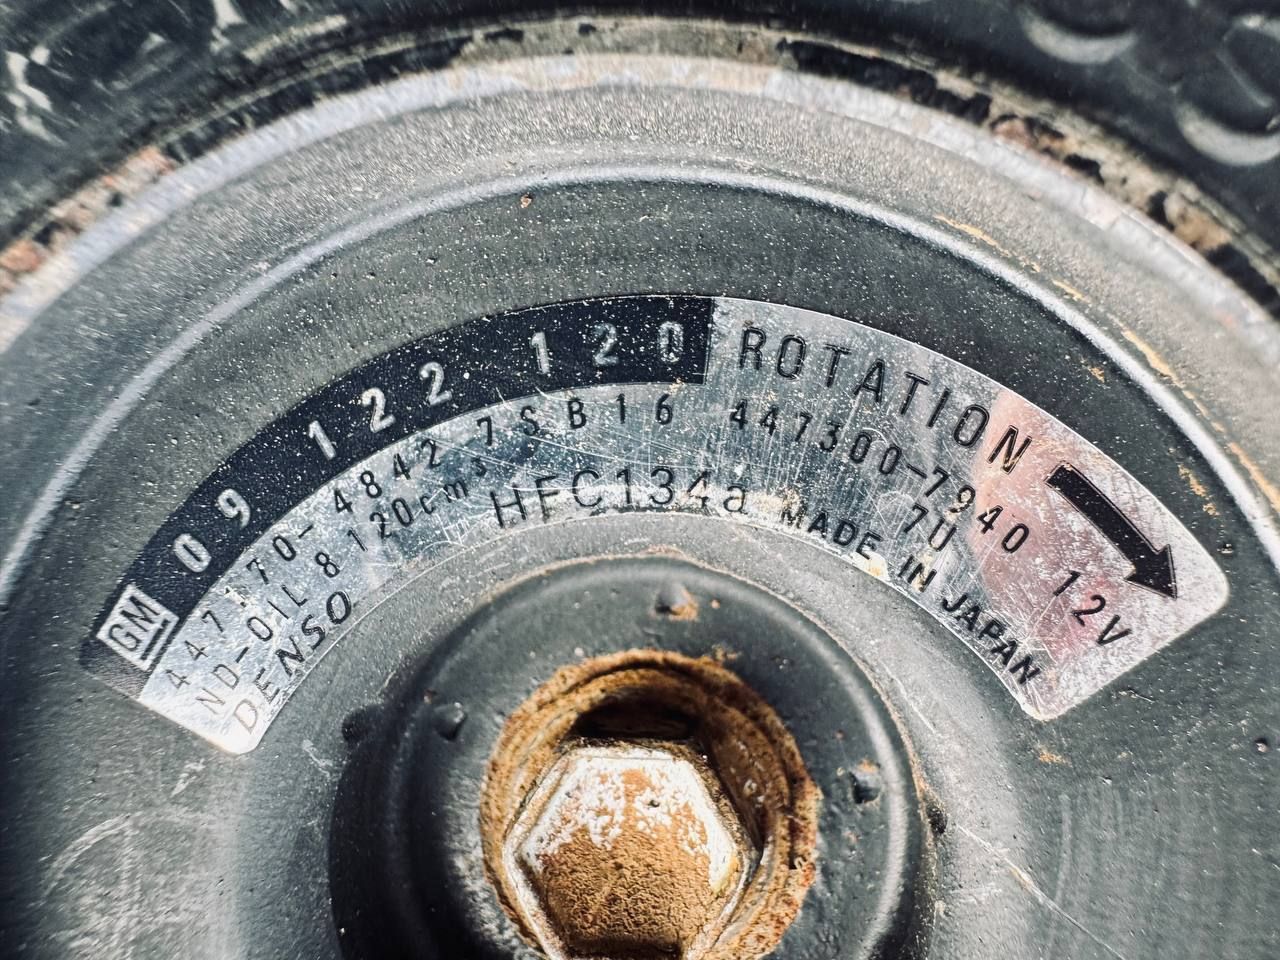 GM 09 122 120 ROTATION
447170-4842 7SB16 447300-7940 12V
ND-OIL 8 120cm³ HFC134a 7U
DENSO MADE IN JAPAN